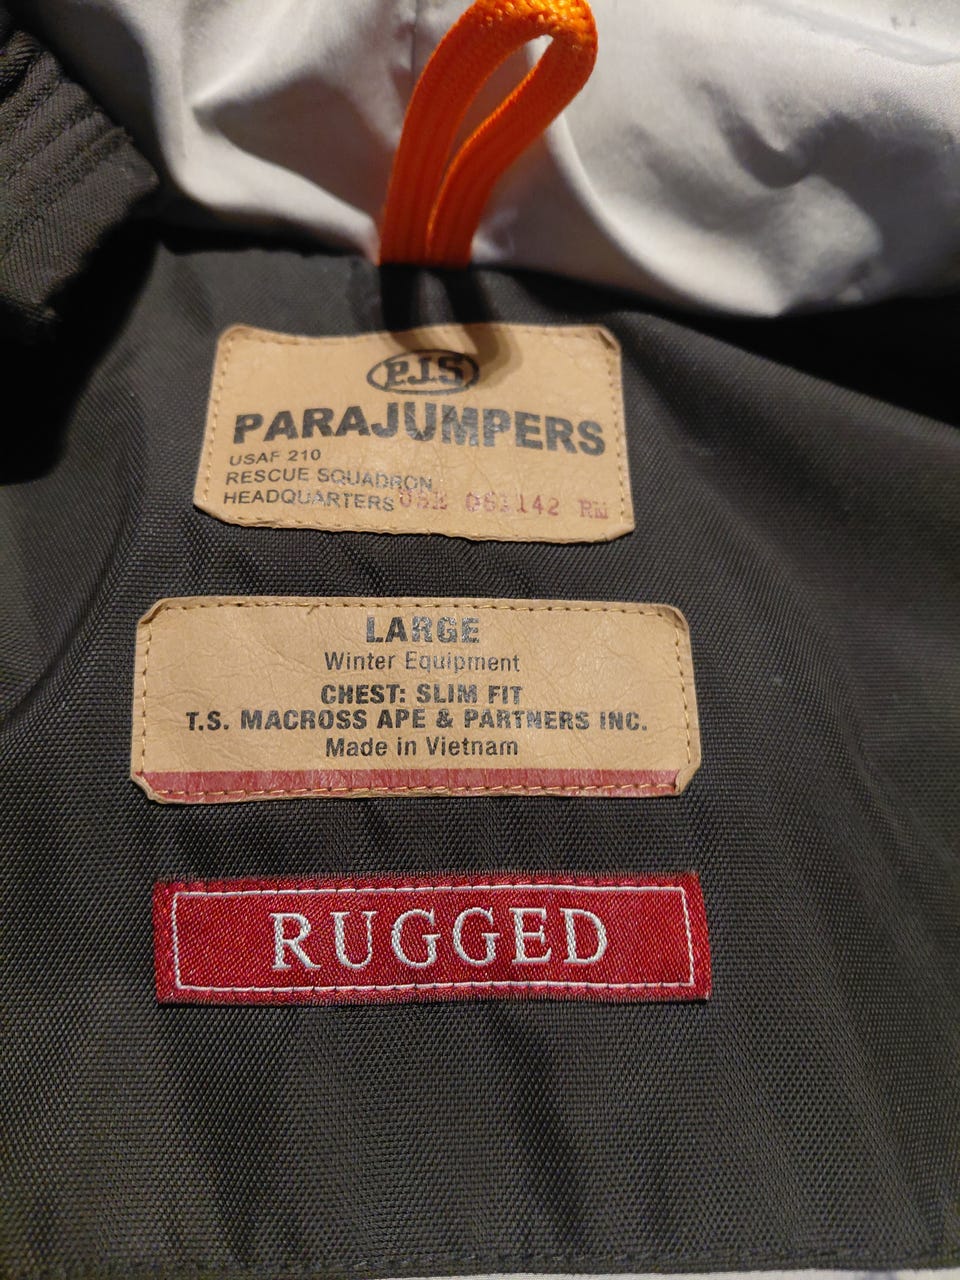 P.J.S
PARAJUMPERS
USAF 210
RESCUE SQUADRON
HEADQUARTERS
LARGE
Winter Equipment
CHEST: SLIM FIT
T.S. MACROSS APE & PARTNERS INC.
Made in Vietnam
RUGGED